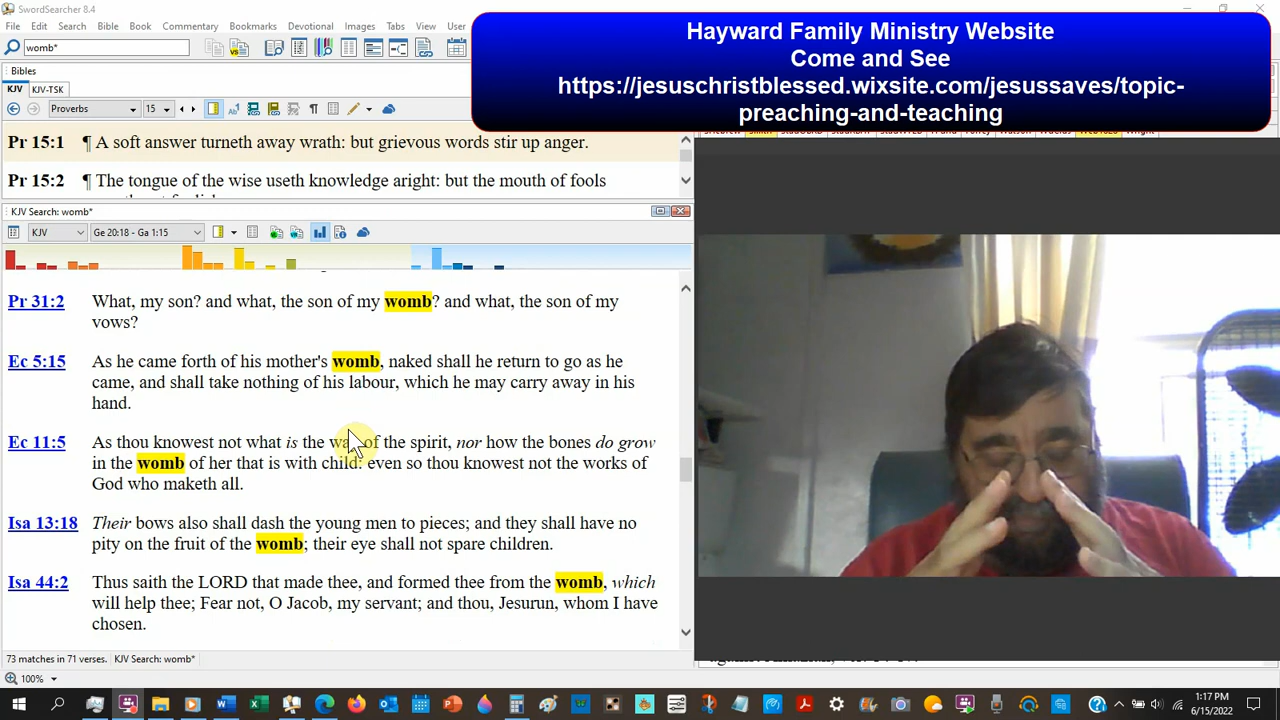 SwordSearcher 8.4
File Edit Search Bible Book Commentary Bookmarks Devotional Images Tabs View User
womb*
Hayward Family Ministry Website
Come and See
https://jesuschristblessed.wixsite.com/jesussaves/topic-
preaching-and-teaching
Bibles
KJV KJV-TSK
Proverbs 15
Pr 15:1 ¶ A soft answer turneth away wrath: but grievous words stir up anger.
Pr 15:2 ¶ The tongue of the wise useth knowledge aright: but the mouth of fools
KJV Search: womb*
KJV Ge 20:18 - Ga 1:15
Pr 31:2 What, my son? and what, the son of my womb? and what, the son of my
vows?
Ec 5:15 As he came forth of his mother's womb, naked shall he return to go as he
came, and shall take nothing of his labour, which he may carry away in his
hand.
Ec 11:5 As thou knowest not what is the way of the spirit, nor how the bones do grow
in the womb of her that is with child: even so thou knowest not the works of
God who maketh all.
Isa 13:18 Their bows also shall dash the young men to pieces; and they shall have no
pity on the fruit of the womb; their eye shall not spare children.
Isa 44:2 Thus saith the LORD that made thee, and formed thee from the womb, which
will help thee; Fear not, O Jacob, my servant; and thou, Jesurun, whom I have
chosen.
73 matches in 71 verses. KJV Search: womb*
100%
1:17 PM
6/15/2022